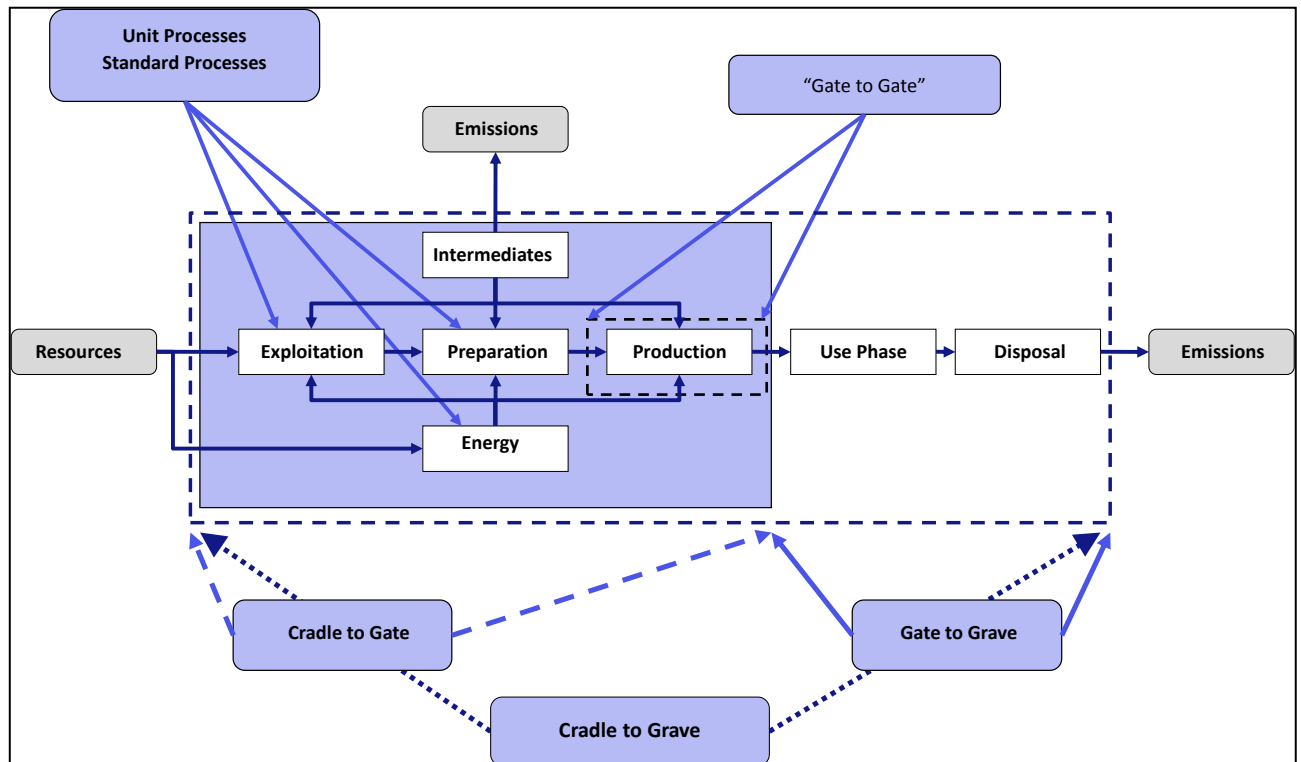 Unit Processes
Standard Processes
“Gate to Gate”
Emissions
Intermediates
Resources
Exploitation
Preparation
Production
Use Phase
Disposal
Emissions
Energy
Cradle to Gate
Gate to Grave
Cradle to Grave